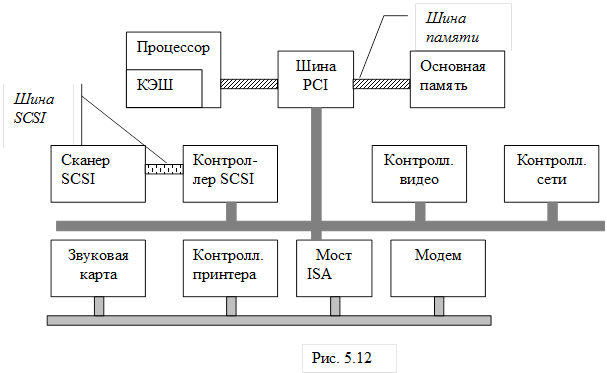 Шина
памяти
Процессор
КЭШ
Шина
PCI
Основная
память
Шина
SCSI
Сканер
SCSI
Контрол-
лер SCSI
Контролл.
видео
Контролл.
сети
Звуковая
карта
Контролл.
принтера
Мост
ISA
Модем
Рис. 5.12